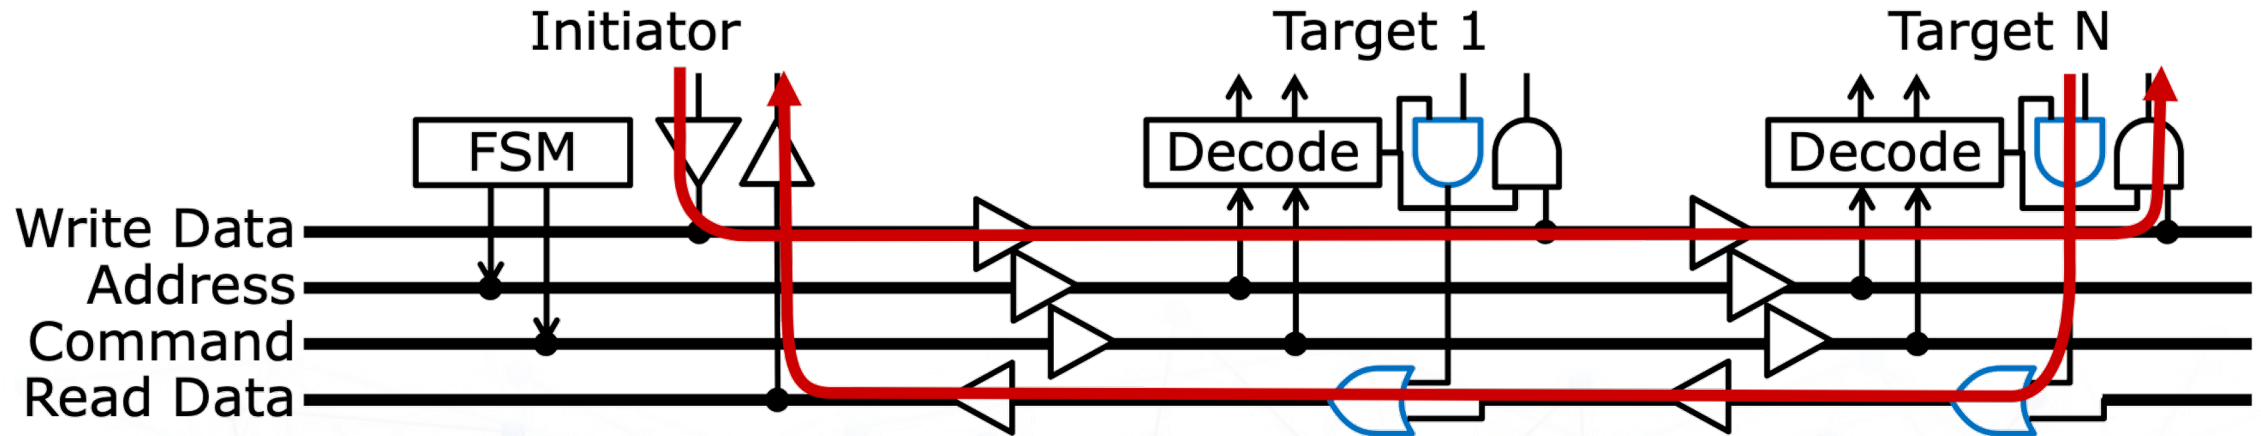 Initiator
Target 1
Target N
FSM
Decode
Decode
Write Data
Address
Command
Read Data